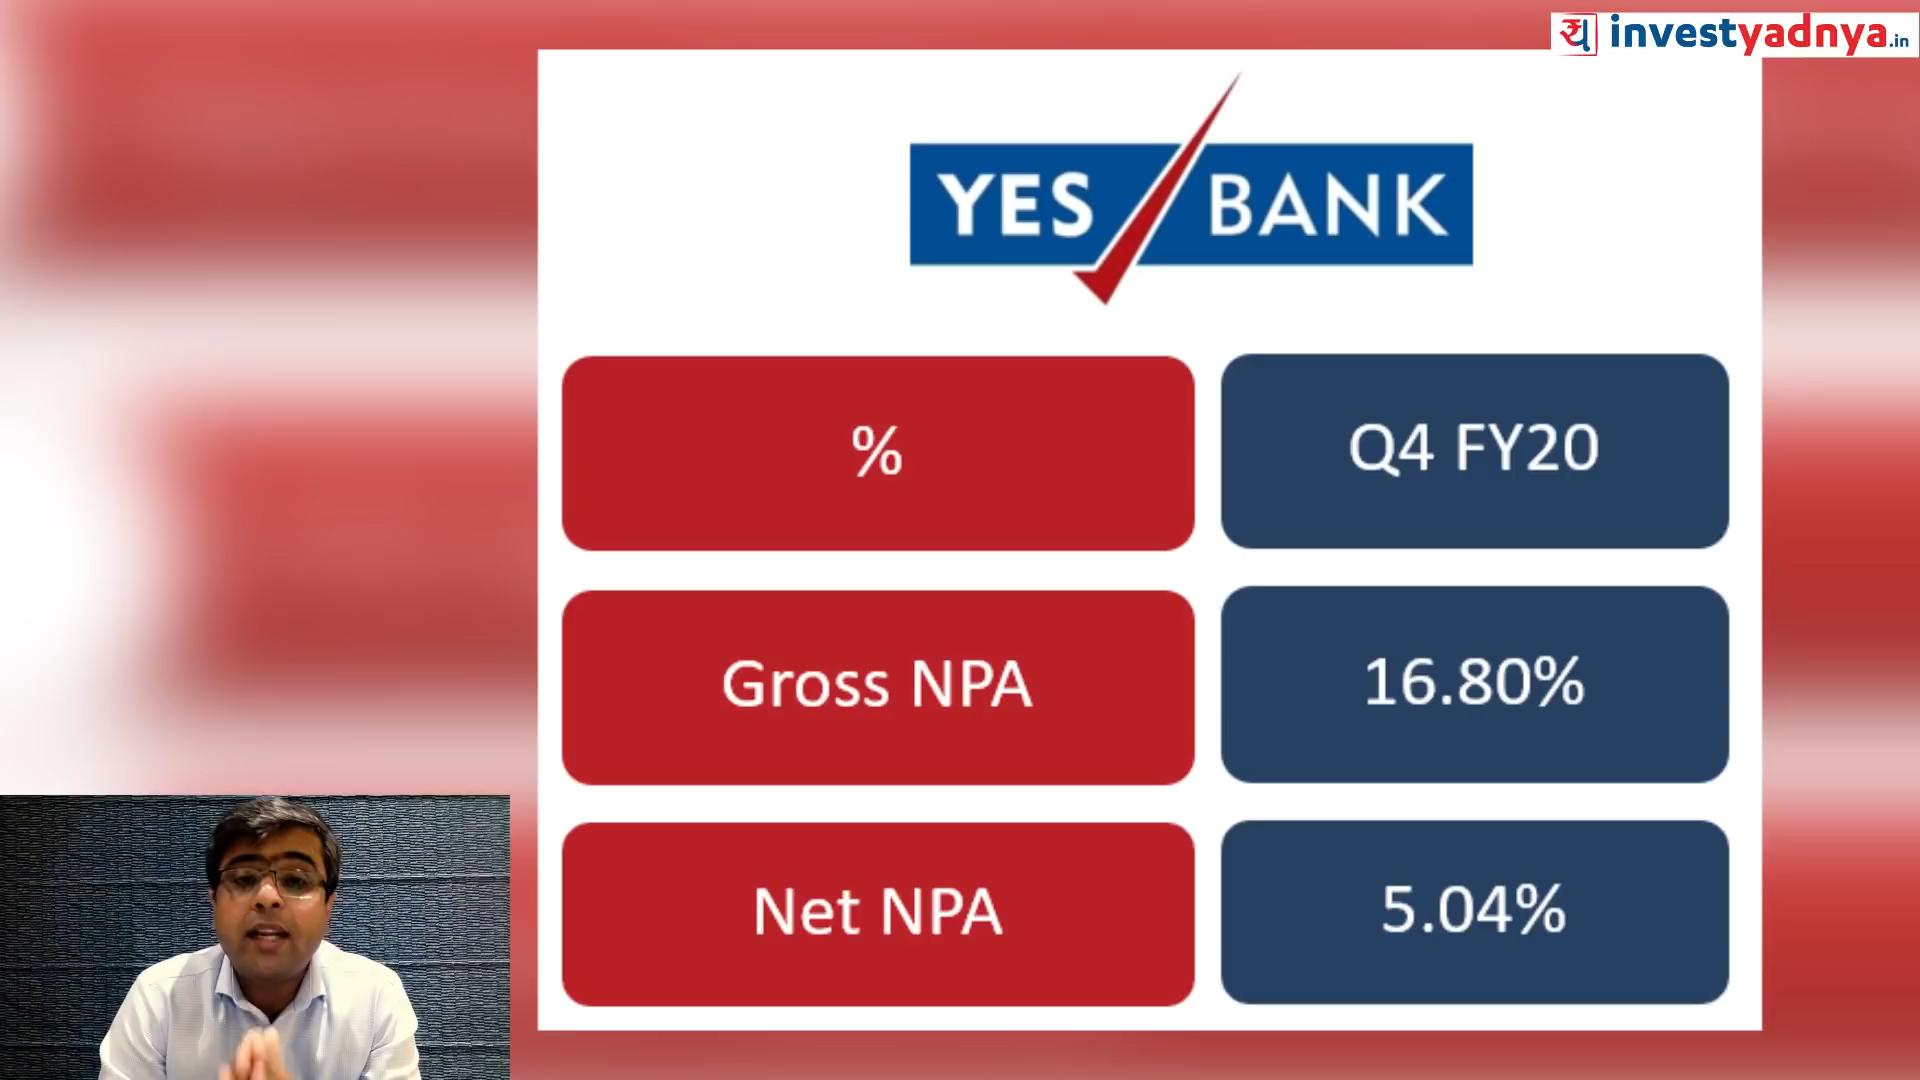 investyadnya.in
YES BANK
%
Q4 FY20
Gross NPA
16.80%
Net NPA
5.04%